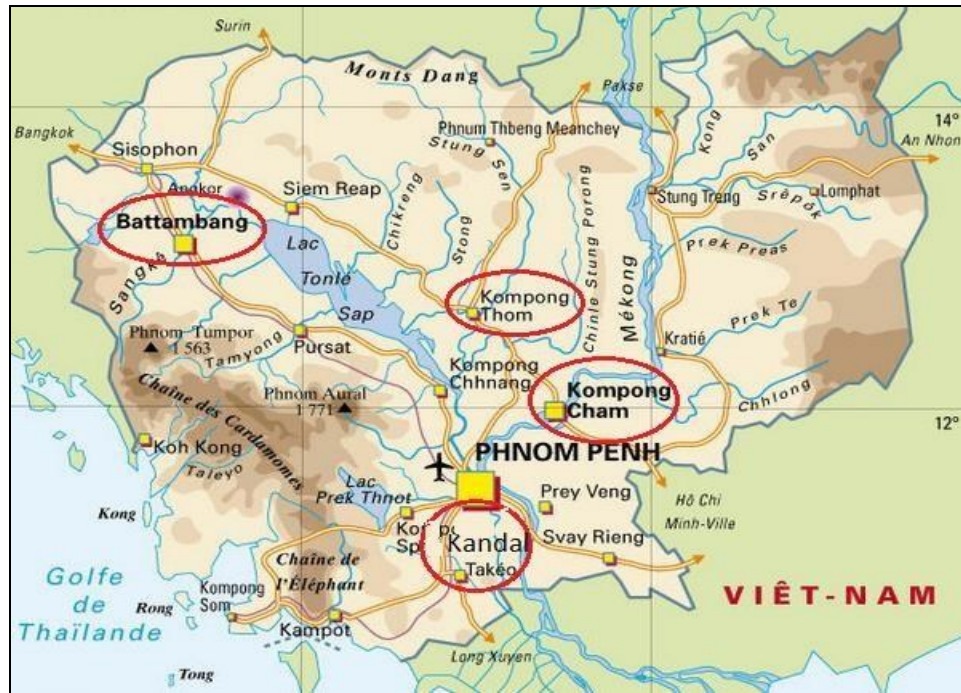 Surin
Monts Dang
Pakse
14°
Bangkok
Phnum Thbeng Meanchey
Kong
San
An Nhon
Sisophon
Stung
Sen
Angkor
Siem Reap
Chikreng
Stong
Chinle Stung Porong
Stung Treng
Srêpôk
Lomphat
Battambang
Lac
Tonlé
Sap
Sangkê
Mékong
Prek Preas
Kompong
Thom
Prek Te
Phnom Tumpor
1 563
Tamyong
Pursat
Kratié
Kompong
Chhnang
Phnom Aural
1 771
Kompong
Cham
Chhlong
12°
Chaîne des Cardamomes
Koh Kong
Taleyo
PHNOM PENH
Lac
Prek Thnot
Prey Veng
Hô Chi
Minh-Ville
Kong
Kandal
Svay Rieng
Takéo
Chaîne de
l'Éléphant
Golfe
de
Thaïlande
Rong
Kompong
Som
Kampot
VIÊT-NAM
Long Xuyen
Tong